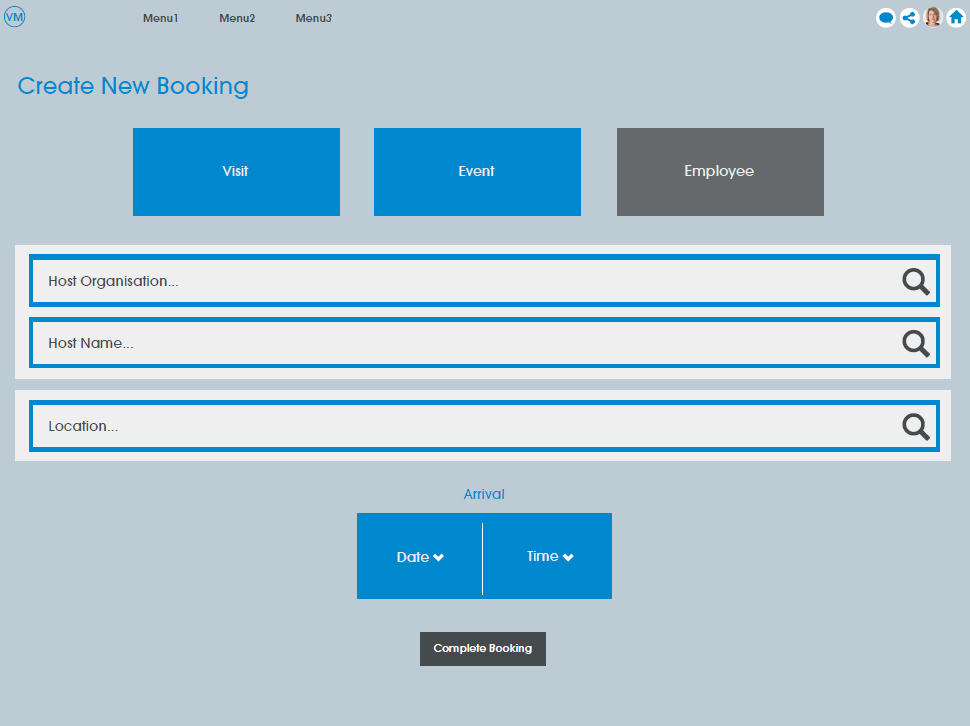 VM Menu1 Menu2 Menu3
Create New Booking
Visit Event Employee
Host Organisation...
Host Name...
Location...
Arrival
Date Time
Complete Booking